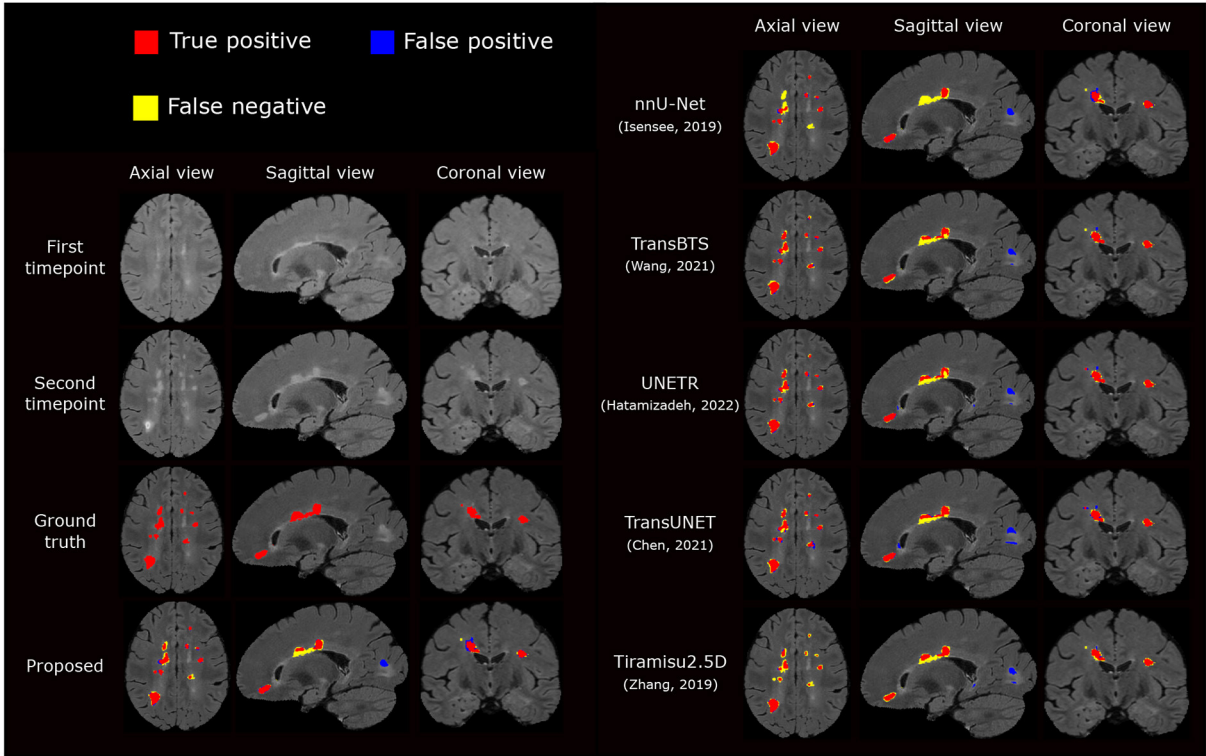 True positive
False positive
False negative
Axial view
Sagittal view
Coronal view
First
timepoint
Second
timepoint
Ground
truth
Proposed
Axial view
Sagittal view
Coronal view
nnU-Net
(Isensee, 2019)
TransBTS
(Wang, 2021)
UNETR
(Hatamizadeh, 2022)
TransUNET
(Chen, 2021)
Tiramisu2.5D
(Zhang, 2019)